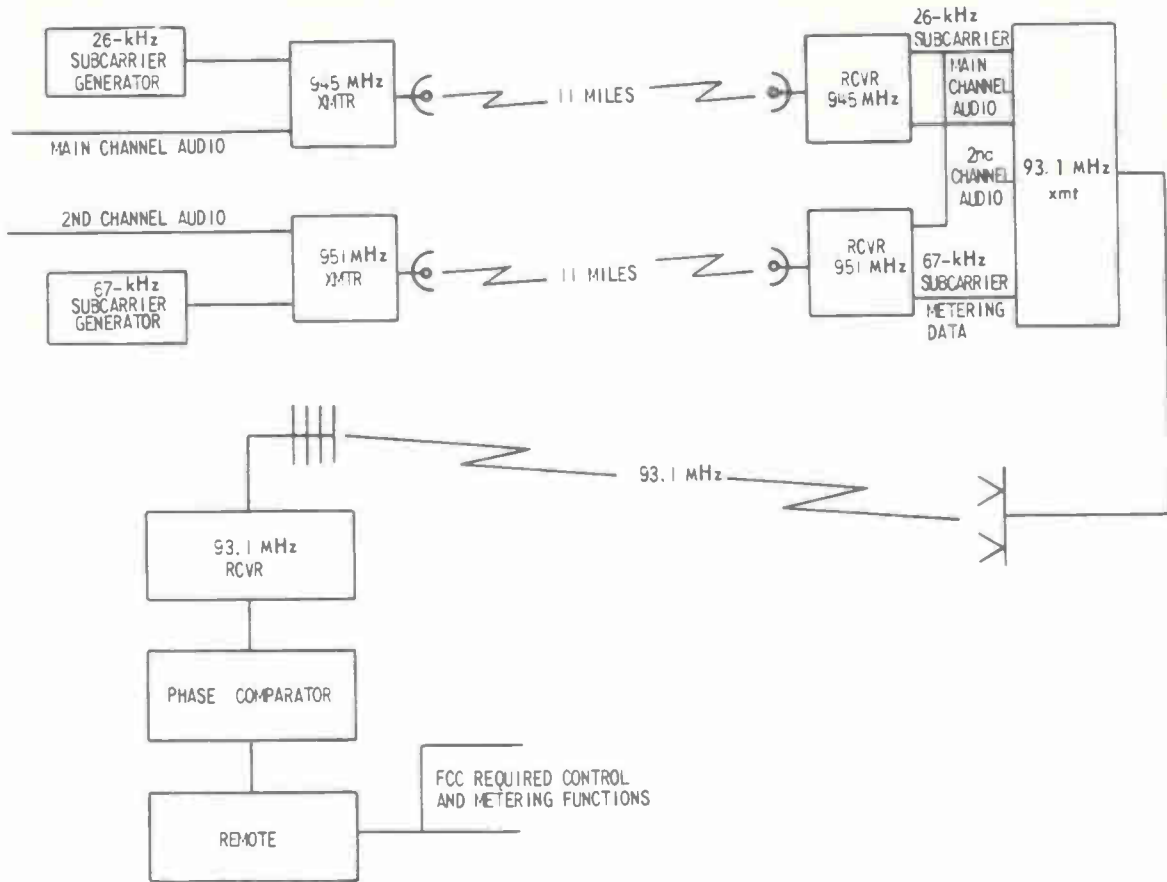 26-kHz
SUBCARRIER
GENERATOR
945 MHz
XMTR
11 MILES
RCVR
945 MHz
26-kHz
SUBCARRIER
MAIN
CHANNEL
AUDIO
MAIN CHANNEL AUDIO
2nc
CHANNEL
AUDIO
93.1 MHz
xmt
2ND CHANNEL AUDIO
67-kHz
SUBCARRIER
GENERATOR
951 MHz
XMTR
11 MILES
RCVR
951 MHz
67-kHz
SUBCARRIER
METERING
DATA
93.1 MHz
93.1 MHz
RCVR
PHASE COMPARATOR
REMOTE
FCC REQUIRED CONTROL
AND METERING FUNCTIONS